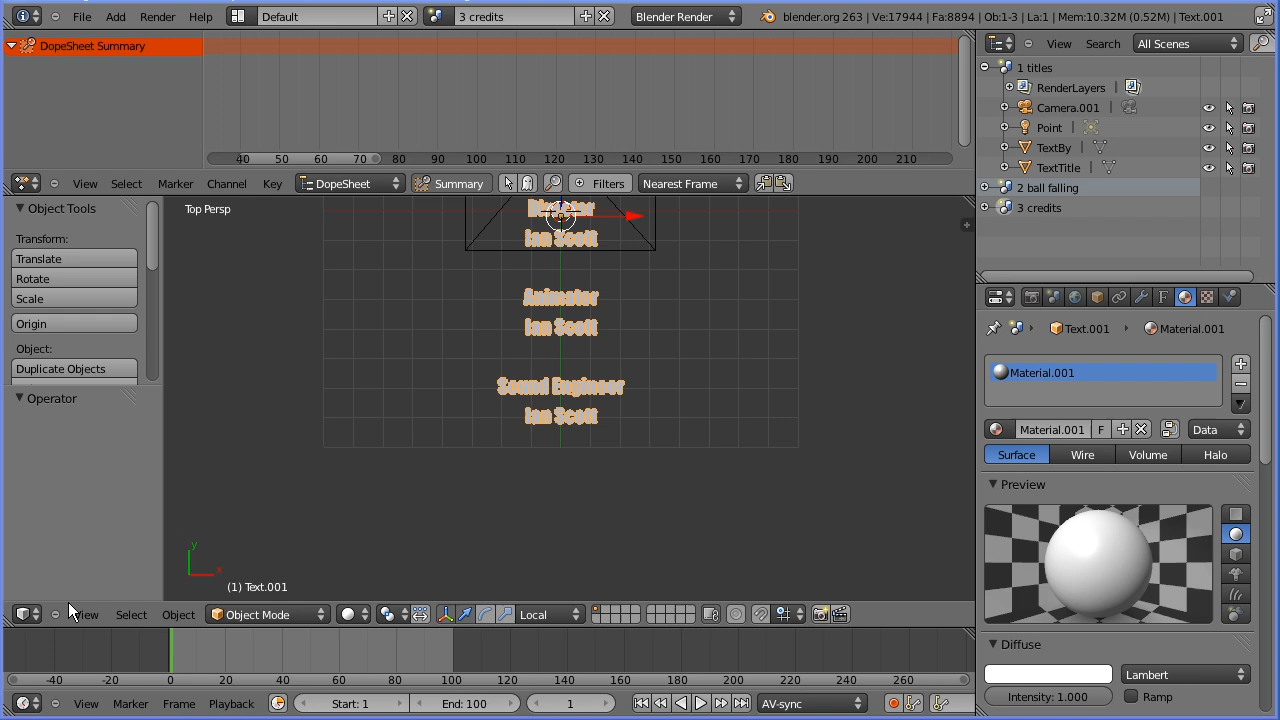 File Add Render Help Default 3 credits Blender Render blender.org 263 | Ve:17944 | Fa:8894 | Ob:1-3 | La:1 | Mem:10.32M (0.52M) | Text.001
DopeSheet Summary
40 50 60 70 80 90 100 110 120 130 140 150 160 170 180 190 200 210
View Select Marker Channel Key DopeSheet Summary Filters Nearest Frame
View Search All Scenes
1 titles
RenderLayers |
Camera.001 |
Point |
TextBy |
TextTitle |
2 ball falling
3 credits
Object Tools
Transform:
Translate
Rotate
Scale
Origin
Object:
Duplicate Objects
Operator
Top Persp
Director
Ian Scott
Animator
Ian Scott
Sound Engineer
Ian Scott
y
x
(1) Text.001
View Select Object Object Mode Local
-40 -20 0 20 40 60 80 100 120 140 160 180 200 220 240 260
View Marker Frame Playback Start: 1 End: 100 1 AV-sync
F
Text.001 Material.001
Material.001
Material.001 F Data
Surface Wire Volume Halo
Preview
Diffuse
Lambert
Intensity: 1.000 Ramp